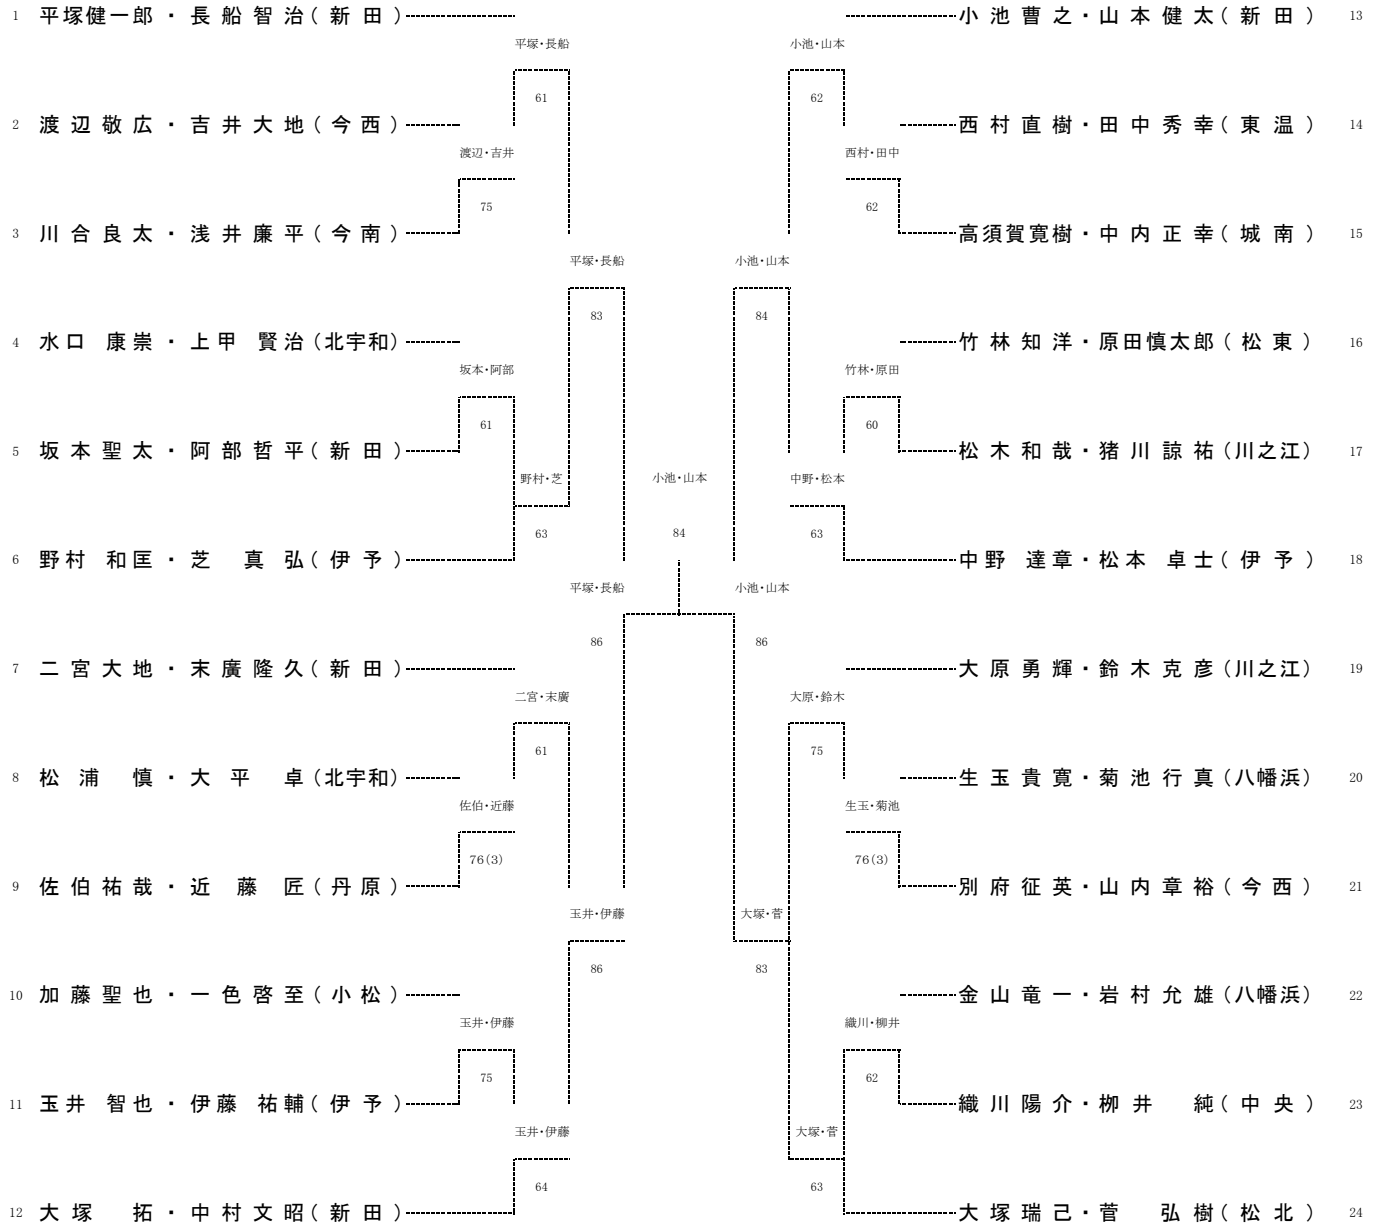 1 平塚健一郎・長船智治(新田) 小池曹之・山本健太(新田) 13
平塚・長船 小池・山本
61 62
2 渡辺敬広・吉井大地(今西) 西村直樹・田中秀幸(東温) 14
渡辺・吉井 西村・田中
75 62
3 川合良太・浅井廉平(今南) 高須賀寛樹・中内正幸(城南) 15
平塚・長船 小池・山本
83 84
4 水口 康崇・上甲 賢治(北宇和) 竹林知洋・原田慎太郎(松東) 16
坂本・阿部 竹林・原田
61 60
5 坂本聖太・阿部哲平(新田) 松木和哉・猪川諒祐(川之江) 17
野村・芝 小池・山本 中野・松本
63 84 63
6 野村 和匡・芝 真弘(伊予) 中野 達章・松本 卓士(伊予) 18
平塚・長船 小池・山本
86 86
7 二宮大地・末廣隆久(新田) 大原勇輝・鈴木克彦(川之江) 19
二宮・末廣 大原・鈴木
61 75
8 松浦 慎・大平 卓(北宇和) 生玉貴寛・菊池行真(八幡浜) 20
佐伯・近藤 生玉・菊池
76(3) 76(3)
9 佐伯祐哉・近藤 匠(丹原) 別府征英・山内章裕(今西) 21
玉井・伊藤 大塚・菅
86 83
10 加藤聖也・一色啓至(小松) 金山竜一・岩村允雄(八幡浜) 22
玉井・伊藤 織川・柳井
75 62
11 玉井 智也・伊藤 祐輔(伊予) 織川陽介・栁井 純(中央) 23
玉井・伊藤 大塚・菅
64 63
12 大塚 拓・中村文昭(新田) 大塚瑞己・菅 弘樹(松北) 24